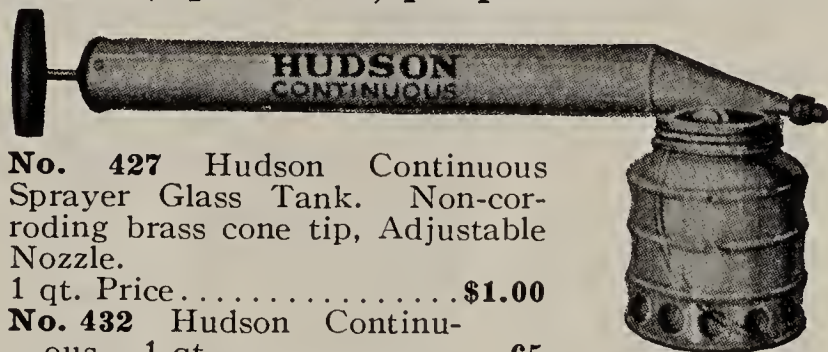 HUDSON
CONTINUOUS
No. 427 Hudson Continuous
Sprayer Glass Tank. Non-cor-
roding brass cone tip, Adjustable
Nozzle.
1 qt. Price.................$1.00
No. 432 Hudson Continu-